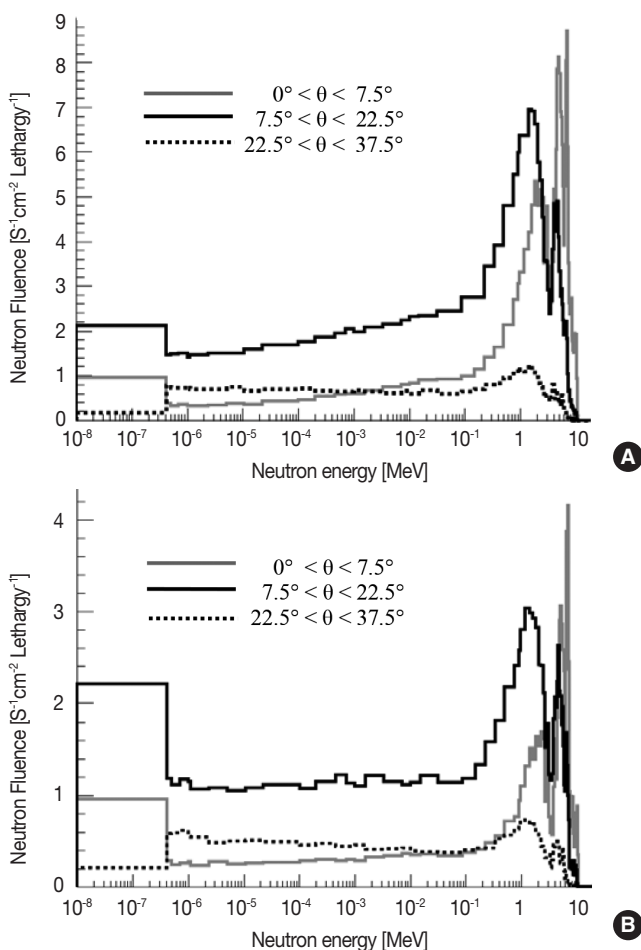 Neutron Fluence [S⁻¹cm⁻² Lethargy⁻¹]
9
8
7
6
5
4
3
2
1
0
0° < θ < 7.5°
7.5° < θ < 22.5°
22.5° < θ < 37.5°
10⁻⁸ 10⁻⁷ 10⁻⁶ 10⁻⁵ 10⁻⁴ 10⁻³ 10⁻² 10⁻¹ 1 10
Neutron energy [MeV]
A
Neutron Fluence [S⁻¹cm⁻² Lethargy⁻¹]
4
3
2
1
0
0° < θ < 7.5°
7.5° < θ < 22.5°
22.5° < θ < 37.5°
10⁻⁸ 10⁻⁷ 10⁻⁶ 10⁻⁵ 10⁻⁴ 10⁻³ 10⁻² 10⁻¹ 1 10
Neutron energy [MeV]
B